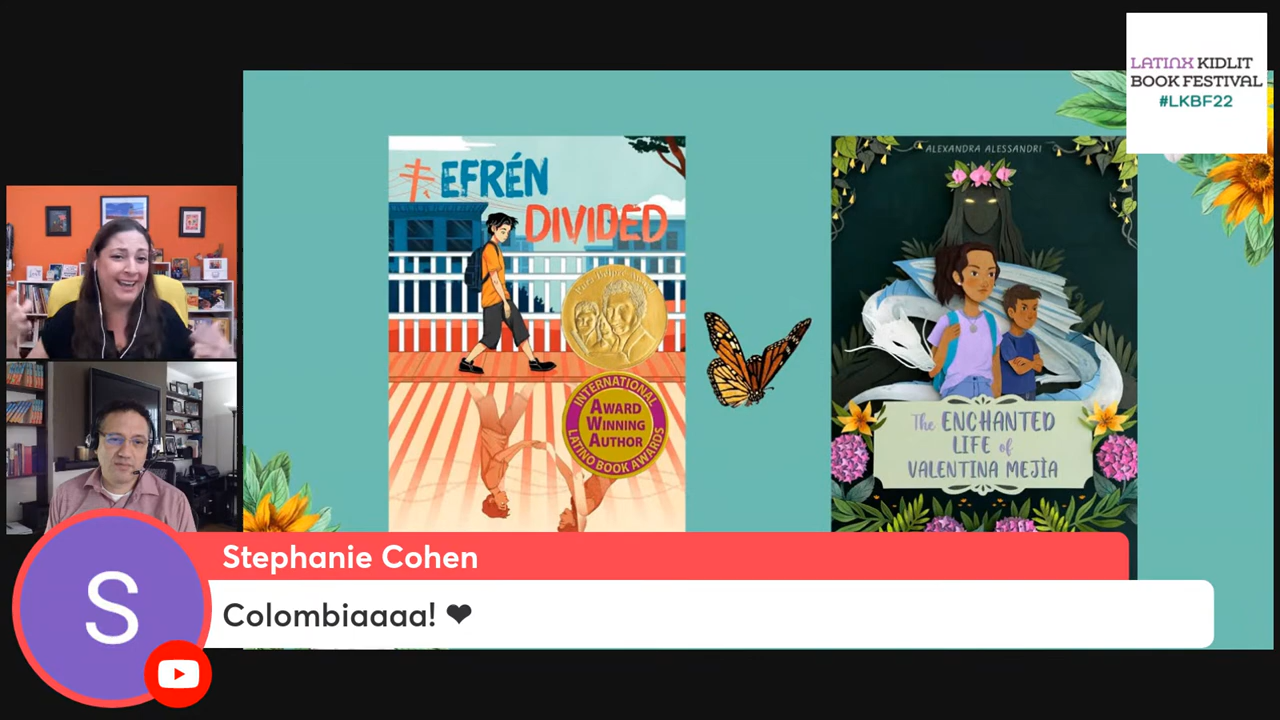 LATINX KIDLIT
BOOK FESTIVAL
#LKBF22
EFRÉN
DIVIDED
INTERNATIONAL
AWARD
WINNING
AUTHOR
LATINO BOOK AWARDS
ALEXANDRA ALESSANDRI
The ENCHANTED
LIFE of
VALENTINA MEJÌA
Stephanie Cohen
Colombiaaaa! ❤
S